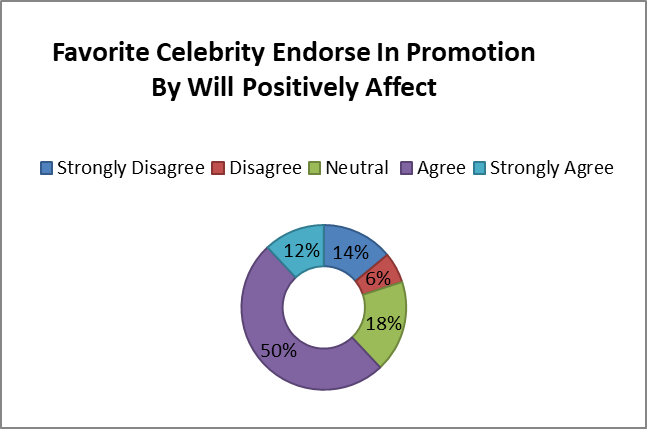 Favorite Celebrity Endorse In Promotion
By Will Positively Affect
Strongly Disagree Disagree Neutral Agree Strongly Agree
12% 14%
6%
18%
50%